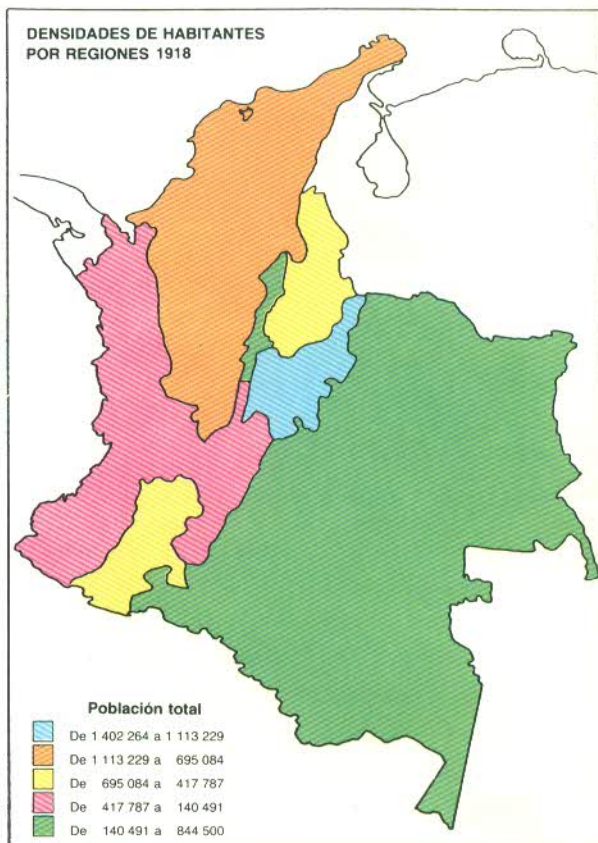 DENSIDADES DE HABITANTES
POR REGIONES 1918
Población total
De 1 402 264 a 1 113 229
De 1 113 229 a 695 084
De 695 084 a 417 787
De 417 787 a 140 491
De 140 491 a 844 500